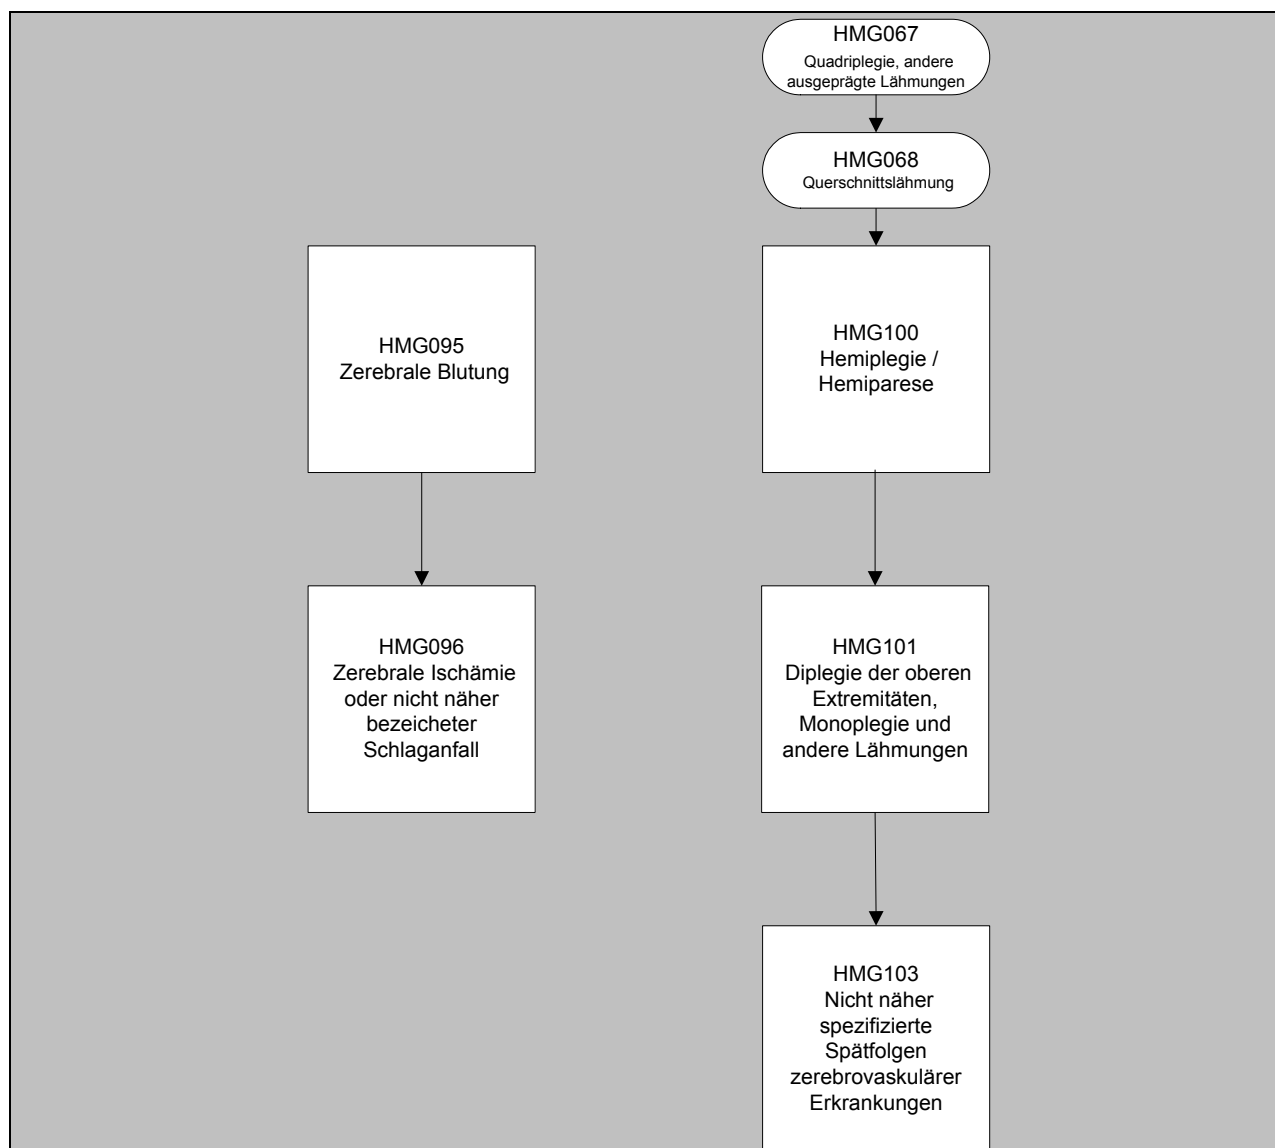 HMG067
Quadriplegie, andere
ausgeprägte Lähmungen
HMG068
Querschnittslähmung
HMG095
Zerebrale Blutung
HMG100
Hemiplegie /
Hemiparese
HMG096
Zerebrale Ischämie
oder nicht näher
bezeicheter
Schlaganfall
HMG101
Diplegie der oberen
Extremitäten,
Monoplegie und
andere Lähmungen
HMG103
Nicht näher
spezifizierte
Spätfolgen
zerebrovaskulärer
Erkrankungen